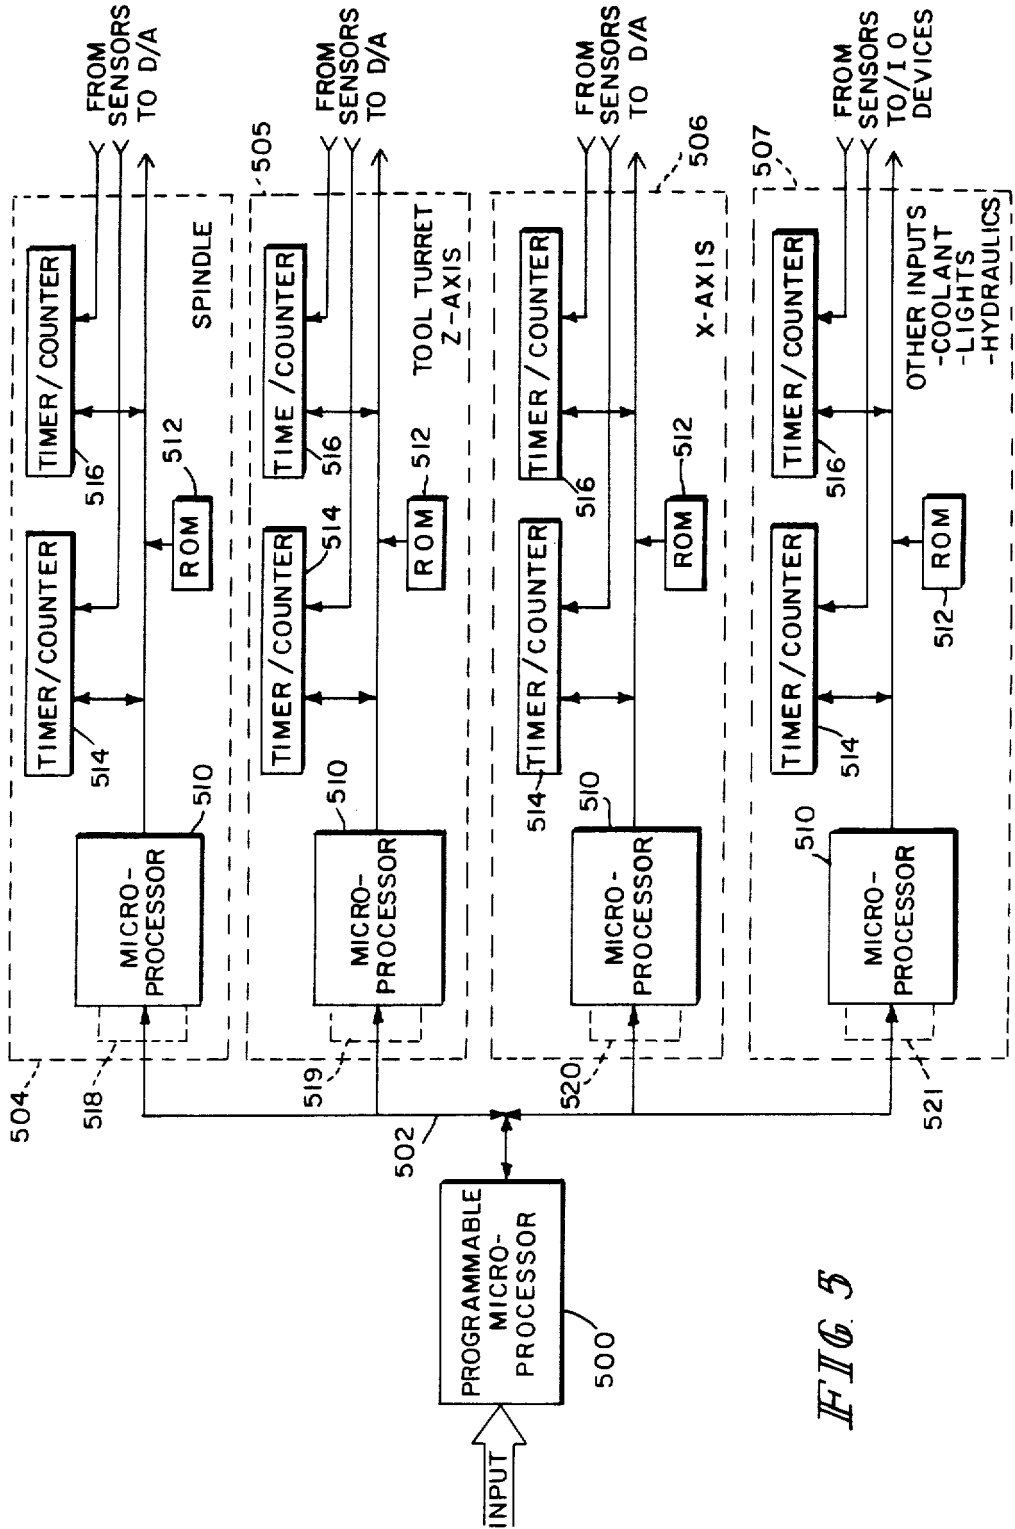 FROM
SENSORS
TO D/A
FROM
SENSORS
TO D/A
FROM
SENSORS
TO D/A
FROM
SENSORS
TO/I O
DEVICES
504
518
MICRO-
PROCESSOR
510
TIMER/COUNTER
514
TIMER/COUNTER
516
ROM
512
SPINDLE
505
519
MICRO-
PROCESSOR
510
TIMER/COUNTER
514
TIME/COUNTER
516
ROM
512
TOOL TURRET
Z-AXIS
506
520
MICRO-
PROCESSOR
510
TIMER/COUNTER
514
TIMER/COUNTER
516
ROM
512
X-AXIS
507
521
MICRO-
PROCESSOR
510
TIMER/COUNTER
514
TIMER/COUNTER
516
ROM
512
OTHER INPUTS
-COOLANT
-LIGHTS
-HYDRAULICS
502
INPUT
PROGRAMMABLE
MICRO-
PROCESSOR
500
FIG. 5